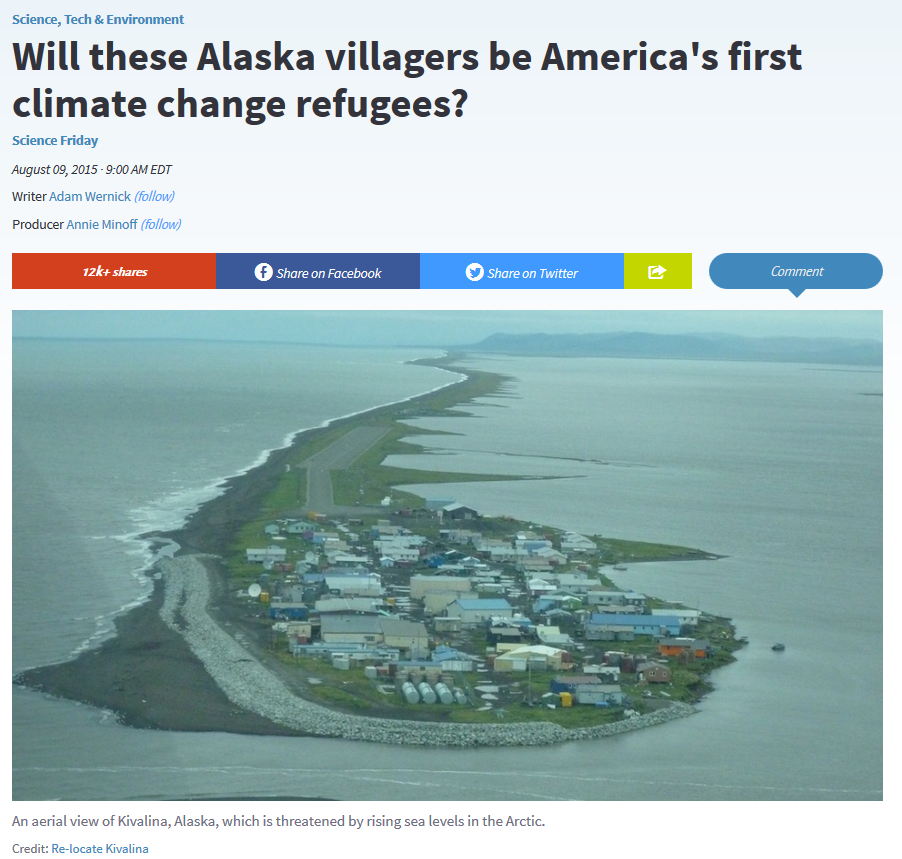 Science, Tech & Environment
Will these Alaska villagers be America's first
climate change refugees?
Science Friday
August 09, 2015 · 9:00 AM EDT
Writer Adam Wernick (follow)
Producer Annie Minoff (follow)
12k+ shares
Share on Facebook
Share on Twitter
Comment
An aerial view of Kivalina, Alaska, which is threatened by rising sea levels in the Arctic.
Credit: Re-locate Kivalina